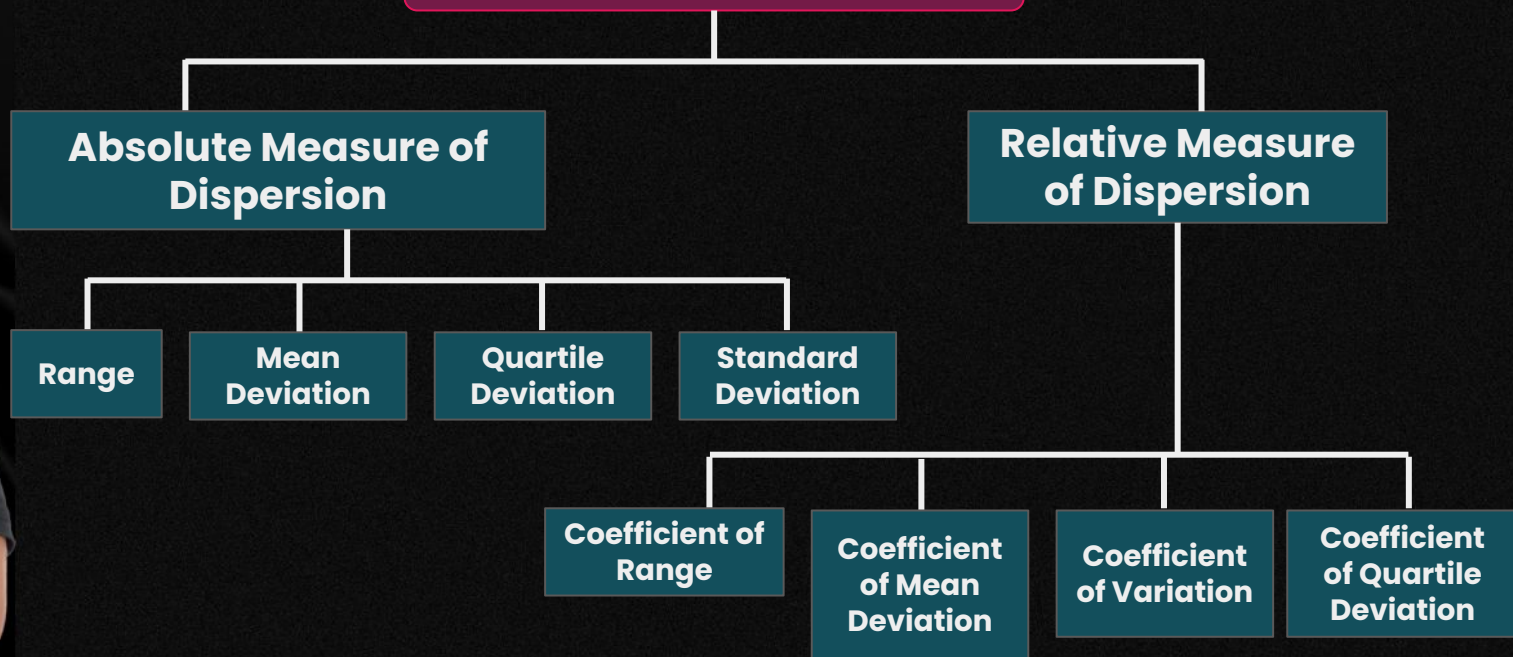 Absolute Measure of
Dispersion
Relative Measure
of Dispersion
Range
Mean
Deviation
Quartile
Deviation
Standard
Deviation
Coefficient of
Range
Coefficient
of Mean
Deviation
Coefficient
of Variation
Coefficient
of Quartile
Deviation